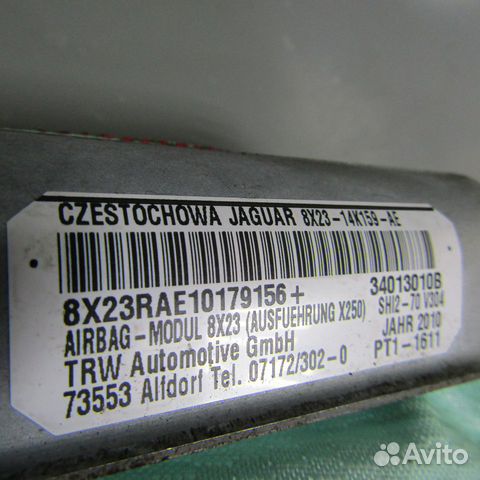 CZESTOCHOWA JAGUAR 8X23-14K159-AE
8X23RAE10179156+ 34013010B
AIRBAG-MODUL 8X23 (AUSFUEHRUNG X250) SHI2-70 V304
TRW Automotive GmbH JAHR 2010
73553 Alfdorf Tel. 07172/302-0 PT1-1611
Avito